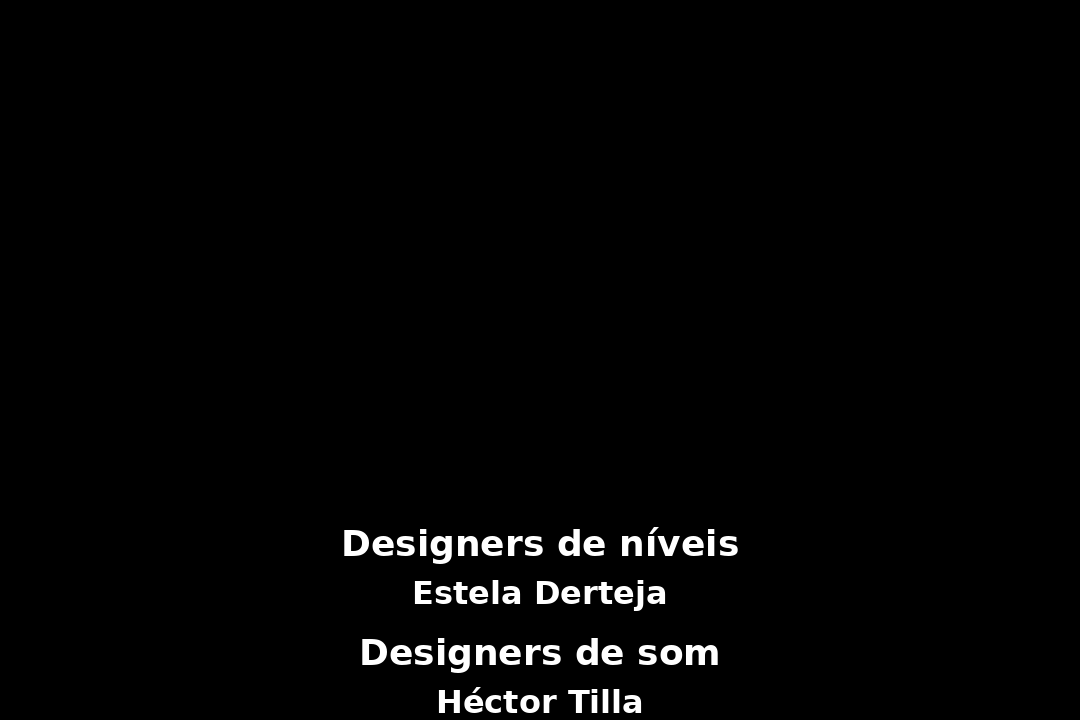 Designers de níveis
Estela Derteja
Designers de som
Héctor Tilla